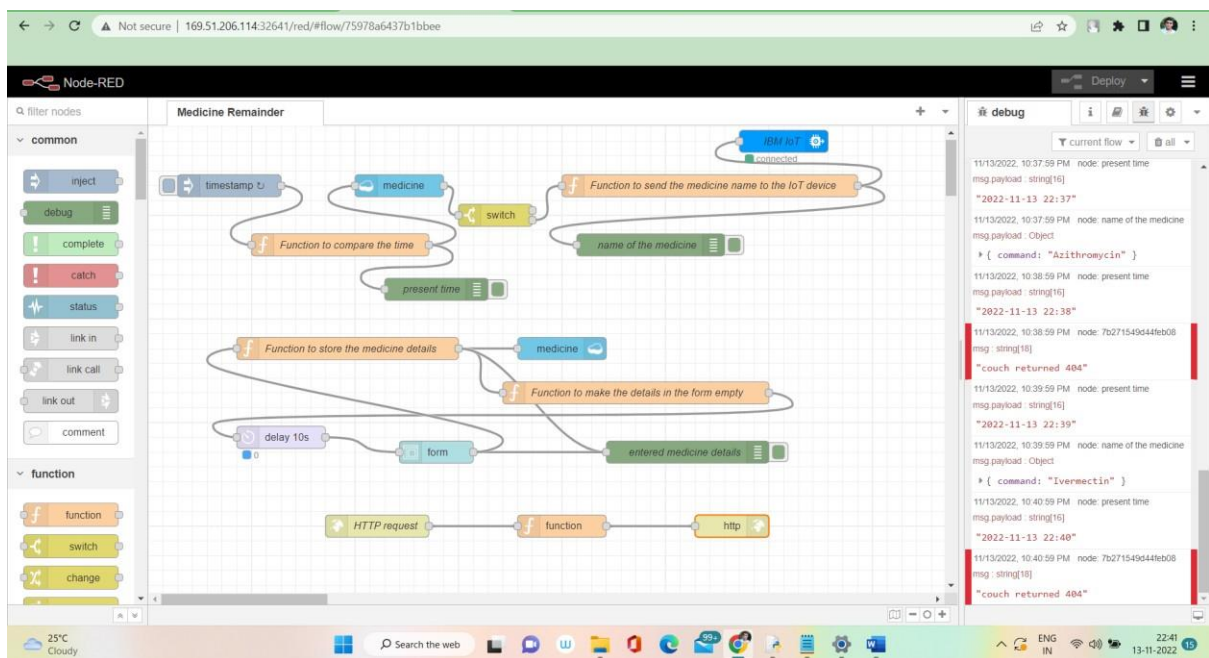 Not secure | 169.51.206.114:32641/red/#flow/75978a6437b1bbee
Node-RED
Deploy
filter nodes
Medicine Remainder
debug
i
common
current flow
all
inject
debug
complete
catch
status
link in
link call
link out
comment
function
function
switch
change
IBM IoT
connected
timestamp ↻
medicine
Function to send the medicine name to the IoT device
switch
Function to compare the time
name of the medicine
present time
Function to store the medicine details
medicine
Function to make the details in the form empty
delay 10s
0
form
entered medicine details
HTTP request
function
http
11/13/2022, 10:37:59 PM node: present time
msg.payload : string[16]
"2022-11-13 22:37"
11/13/2022, 10:37:59 PM node: name of the medicine
msg.payload : Object
{ command: "Azithromycin" }
11/13/2022, 10:38:59 PM node: present time
msg.payload : string[16]
"2022-11-13 22:38"
11/13/2022, 10:38:59 PM node: 7b271549d44feb08
msg : string[18]
"couch returned 404"
11/13/2022, 10:39:59 PM node: present time
msg.payload : string[16]
"2022-11-13 22:39"
11/13/2022, 10:39:59 PM node: name of the medicine
msg.payload : Object
{ command: "Ivermectin" }
11/13/2022, 10:40:59 PM node: present time
msg.payload : string[16]
"2022-11-13 22:40"
11/13/2022, 10:40:59 PM node: 7b271549d44feb08
msg : string[18]
"couch returned 404"
25°C
Cloudy
Search the web
99+
ENG
IN
22:41
13-11-2022
15